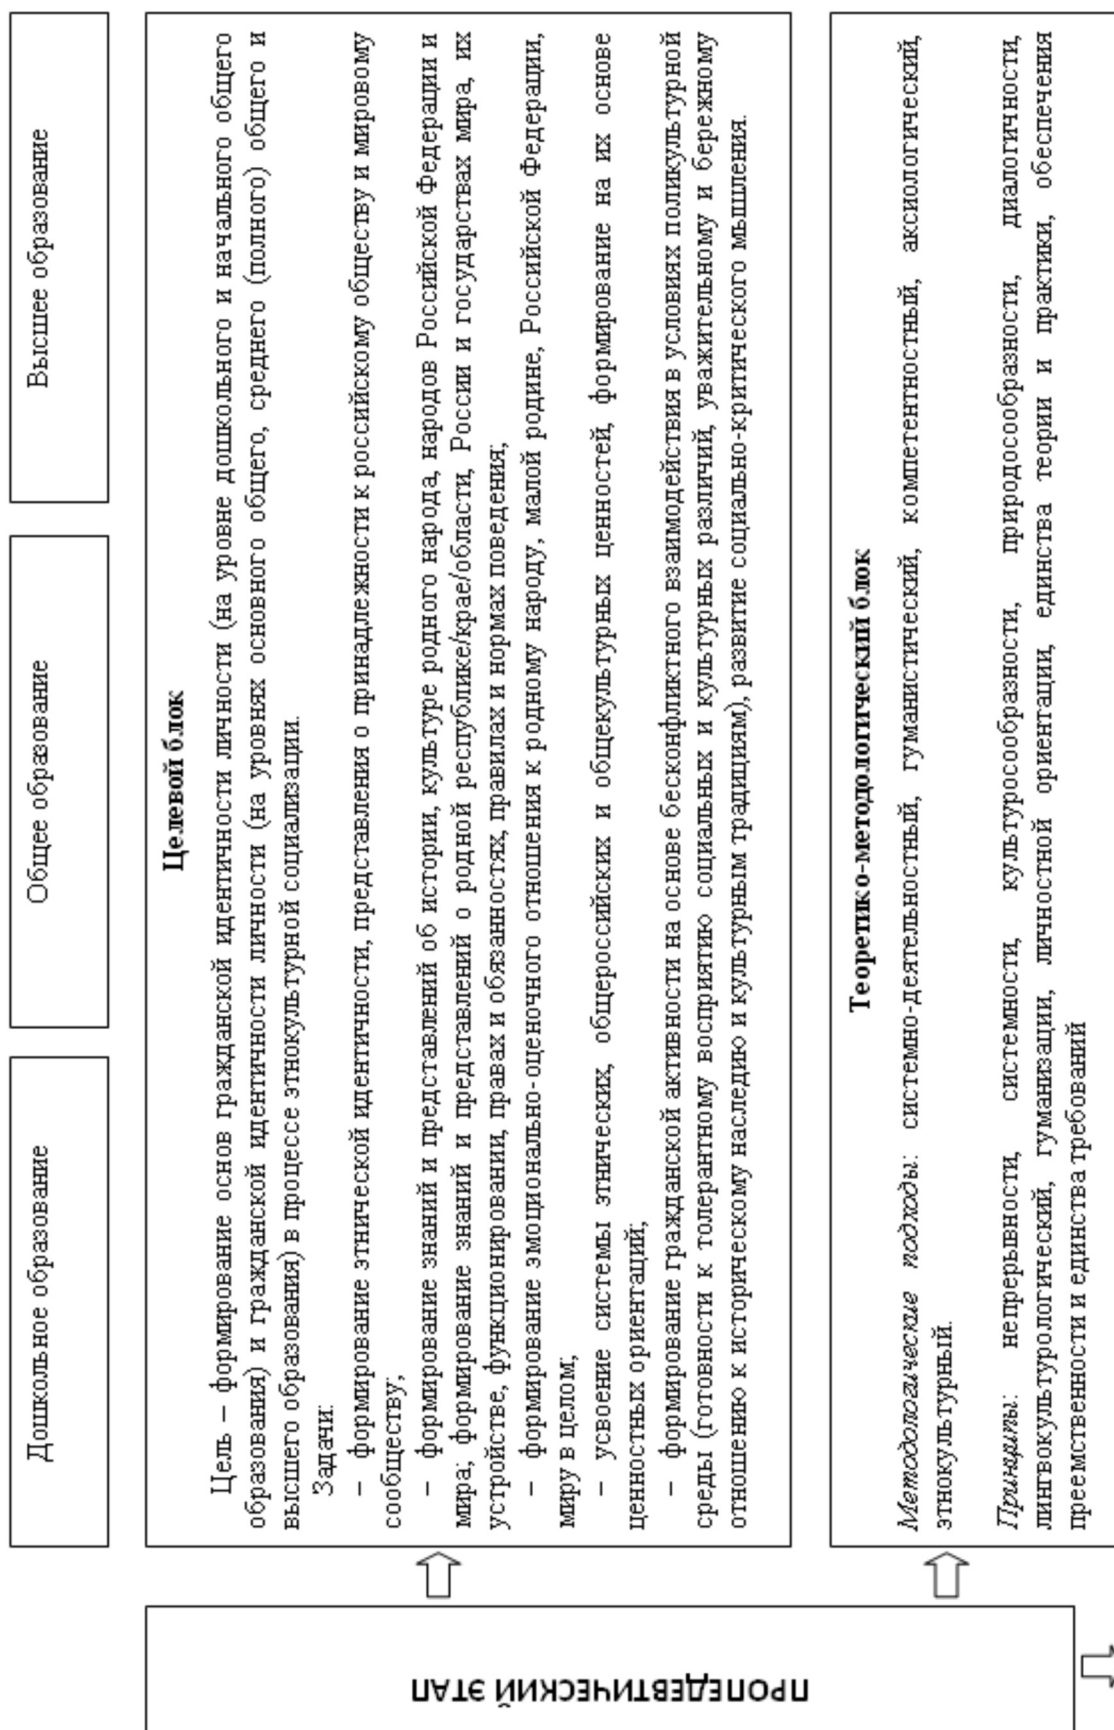 Дошкольное образование
Общее образование
Высшее образование
ПРОПЕДЕВТИЧЕСКИЙ ЭТАП
Целевой блок
Цель – формирование основ гражданской идентичности личности (на уровне дошкольного и начального общего
образования) и гражданской идентичности личности (на уровнях основного общего, среднего (полного) общего и
высшего образования) в процессе этнокультурной социализации.
Задачи:
– формирование этнической идентичности, представления о принадлежности к российскому обществу и мировому
сообществу;
– формирование знаний и представлений об истории, культуре родного народа, народов Российской Федерации и
мира; формирование знаний и представлений о родной республике/крае/области, России и государствах мира, их
устройстве, функционировании, правах и обязанностях, правилах и нормах поведения;
– формирование эмоционально-оценочного отношения к родному народу, малой родине, Российской Федерации,
миру в целом;
– усвоение системы этнических, общероссийских и общекультурных ценностей, формирование на их основе
ценностных ориентаций;
– формирование гражданской активности на основе бесконфликтного взаимодействия в условиях поликультурной
среды (готовности к толерантному восприятию социальных и культурных различий, уважительному и бережному
отношению к историческому наследию и культурным традициям), развитие социально-критического мышления.
Теоретико-методологический блок
Методологические подходы: системно-деятельностный, гуманистический, компетентностный, аксиологический,
этнокультурный.
Принципы: непрерывности, системности, культуросообразности, природосообразности, диалогичности,
лингвокультурологический, гуманизации, личностной ориентации, единства теории и практики, обеспечения
преемственности и единства требований